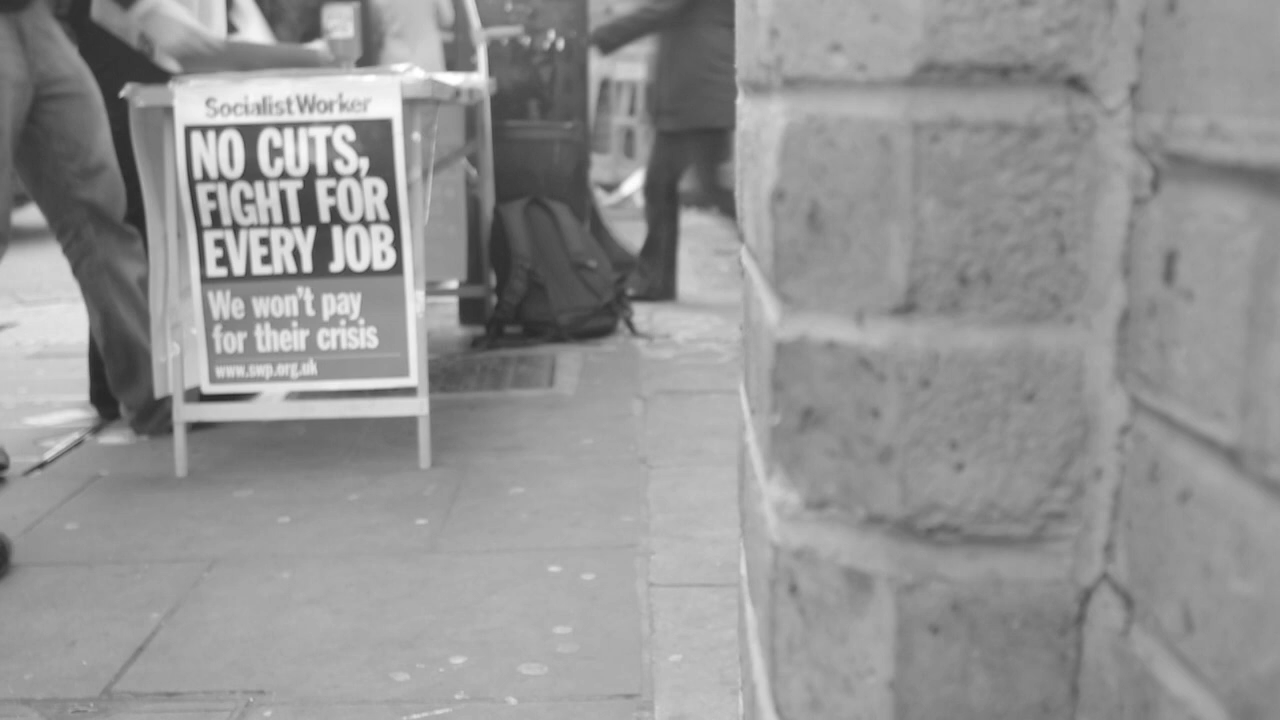 Socialist Worker
NO CUTS,
FIGHT FOR
EVERY JOB
We won't pay
for their crisis
www.swp.org.uk